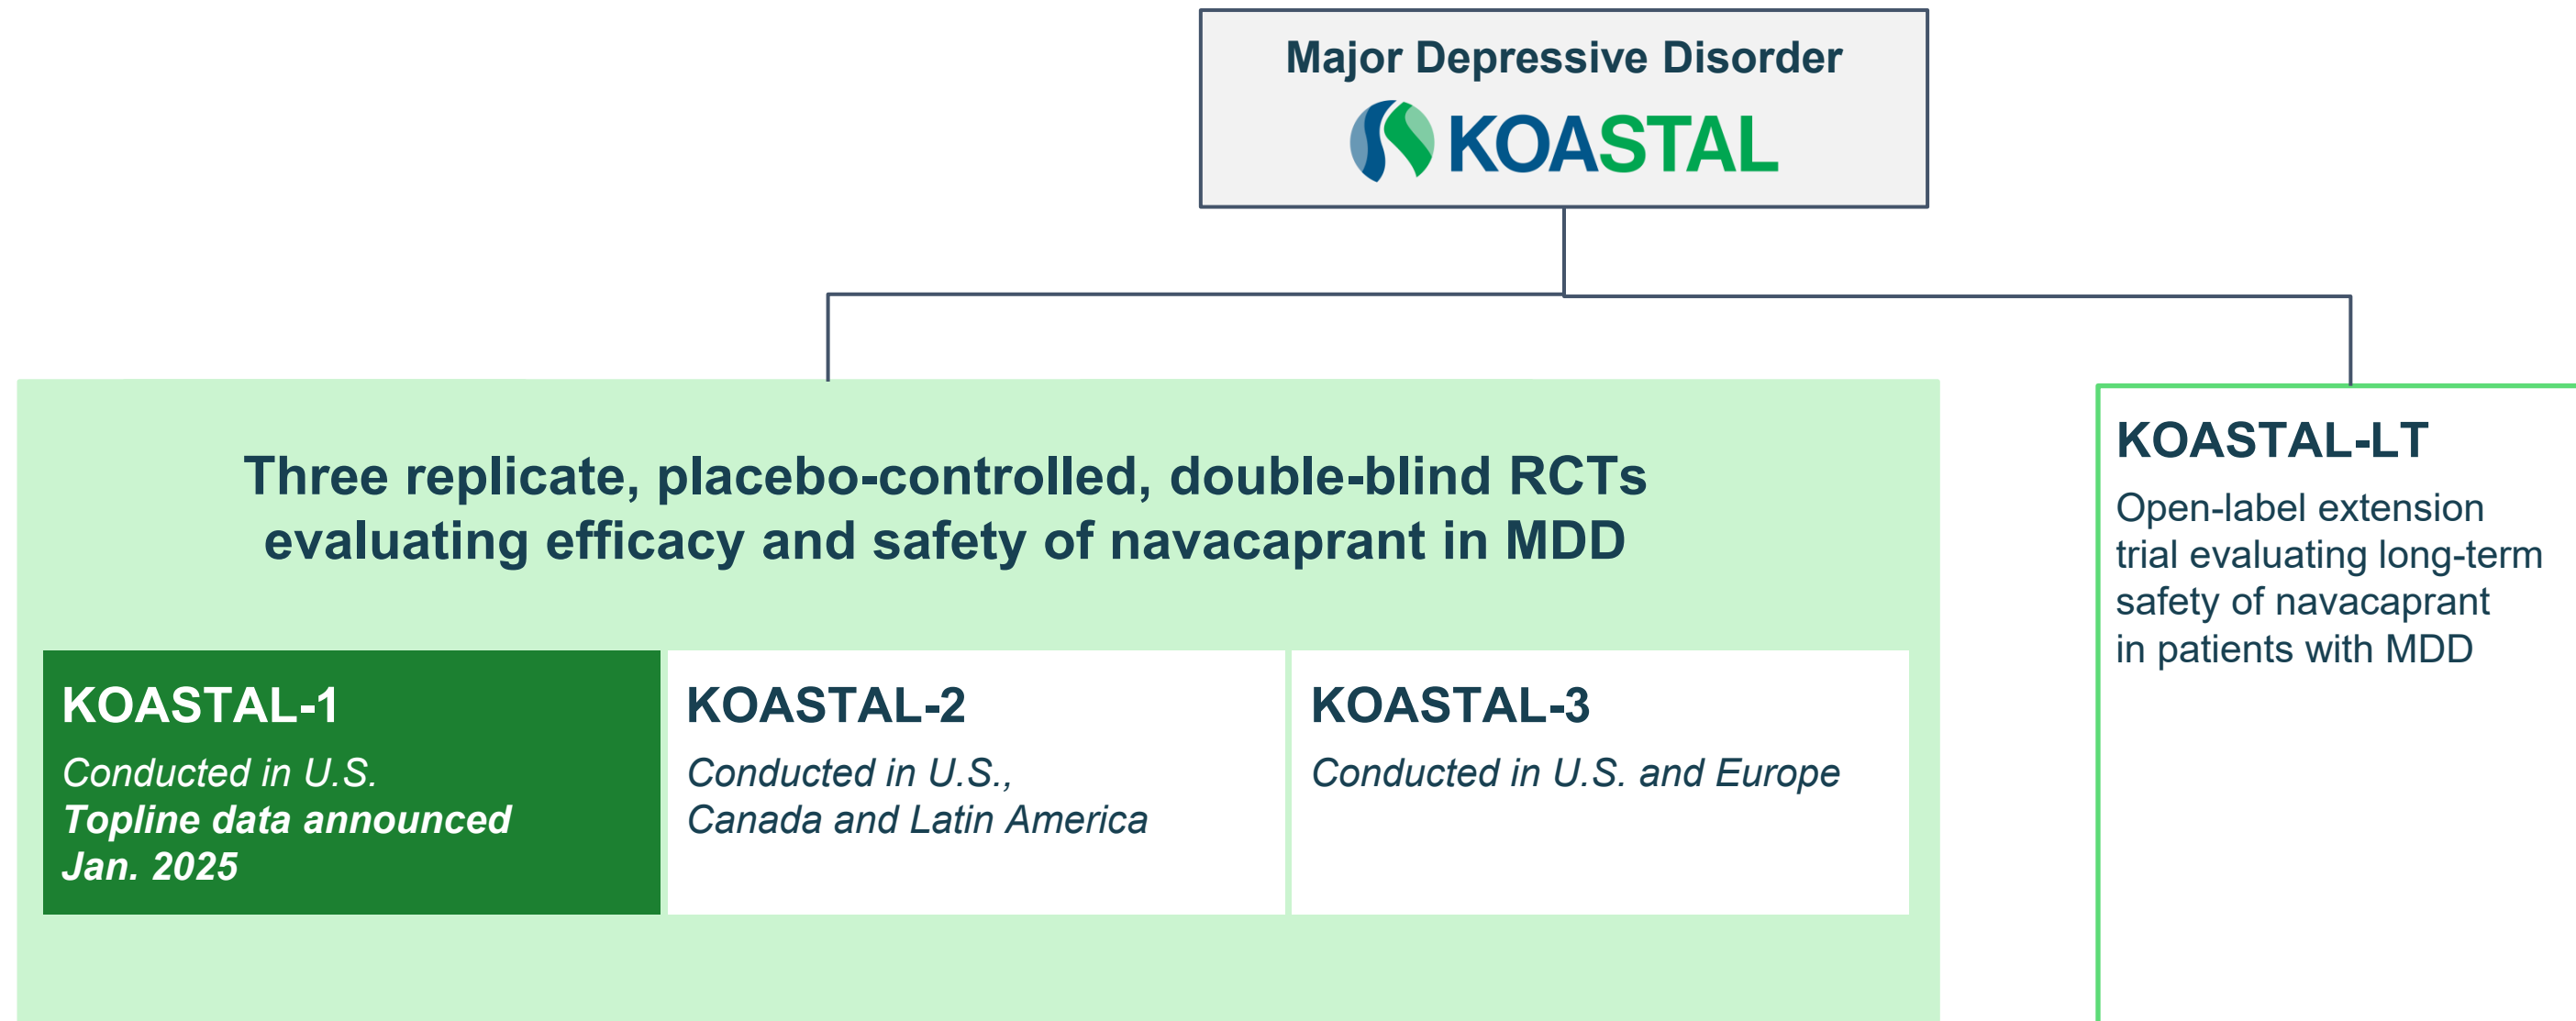 Major Depressive Disorder
KOASTAL
Three replicate, placebo-controlled, double-blind RCTs
evaluating efficacy and safety of navacaprant in MDD
KOASTAL-1
Conducted in U.S.
Topline data announced
Jan. 2025
KOASTAL-2
Conducted in U.S.,
Canada and Latin America
KOASTAL-3
Conducted in U.S. and Europe
KOASTAL-LT
Open-label extension
trial evaluating long-term
safety of navacaprant
in patients with MDD